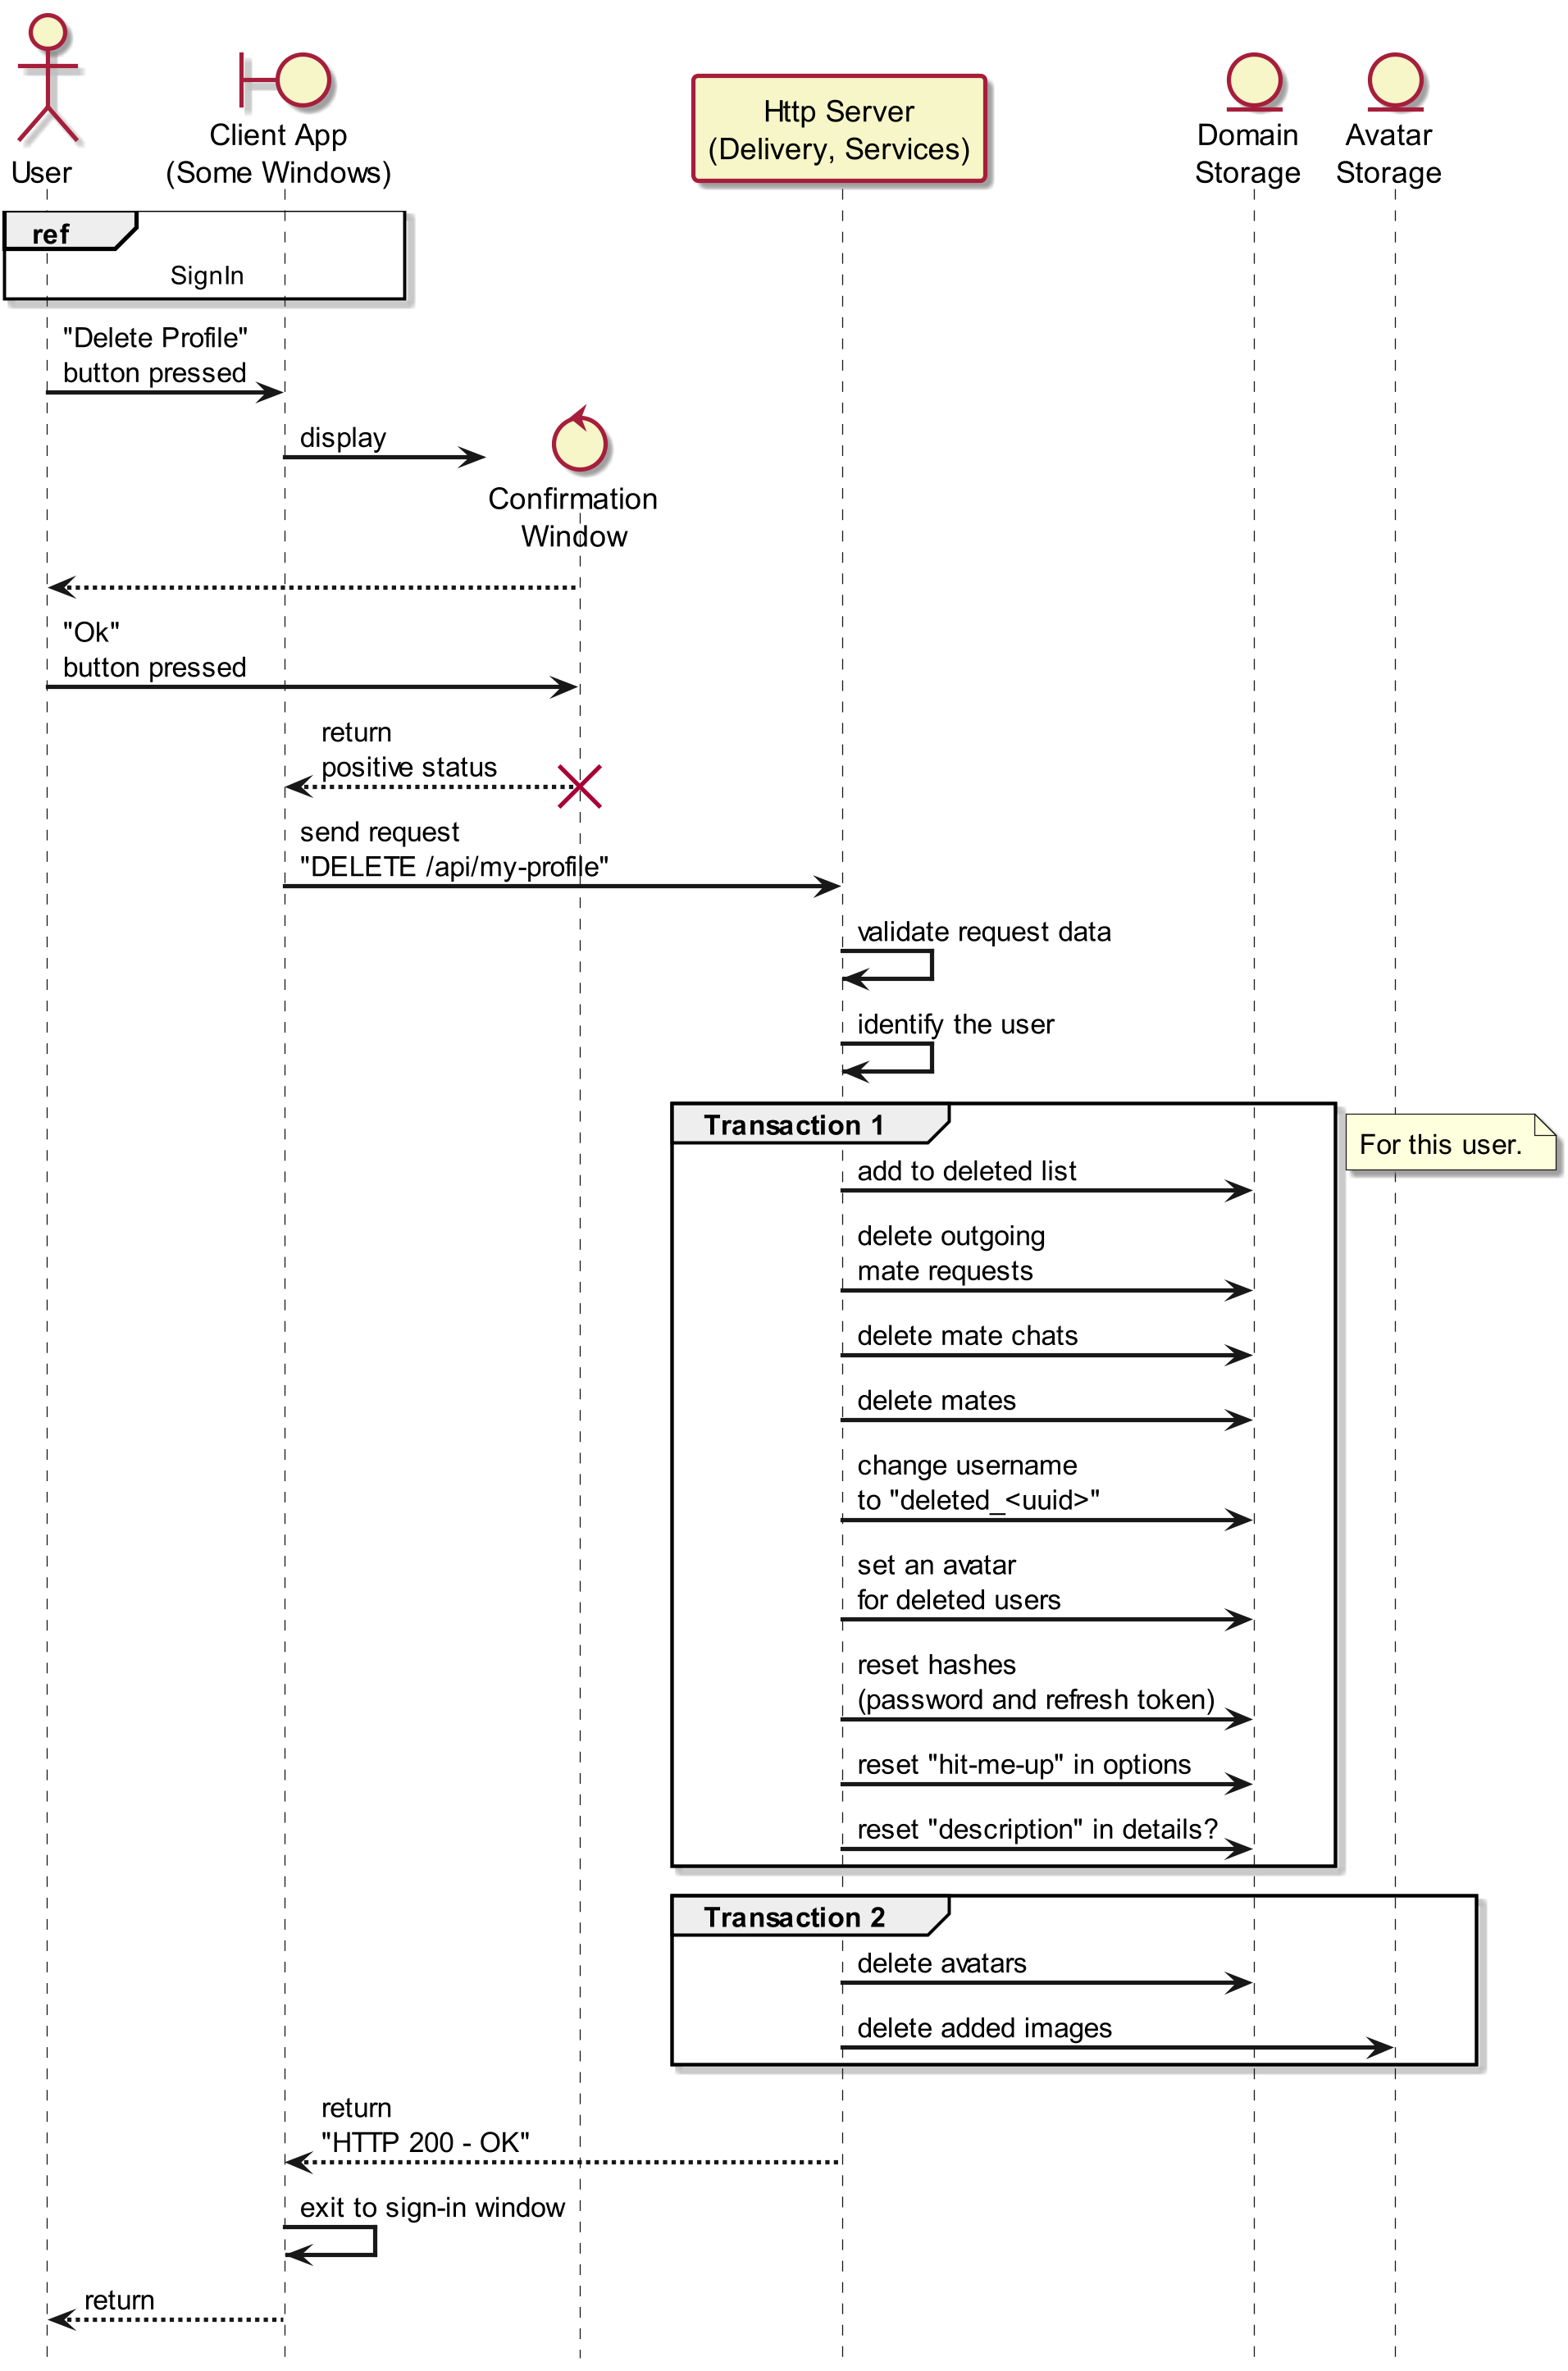 User
Client App
(Some Windows)
Http Server
(Delivery, Services)
Domain
Storage
Avatar
Storage
ref
SignIn
"Delete Profile"
button pressed
display
Confirmation
Window
"Ok"
button pressed
return
positive status
send request
"DELETE /api/my-profile"
validate request data
identify the user
Transaction 1
For this user.
add to deleted list
delete outgoing
mate requests
delete mate chats
delete mates
change username
to "deleted_<uuid>"
set an avatar
for deleted users
reset hashes
(password and refresh token)
reset "hit-me-up" in options
reset "description" in details?
Transaction 2
delete avatars
delete added images
return
"HTTP 200 - OK"
exit to sign-in window
return